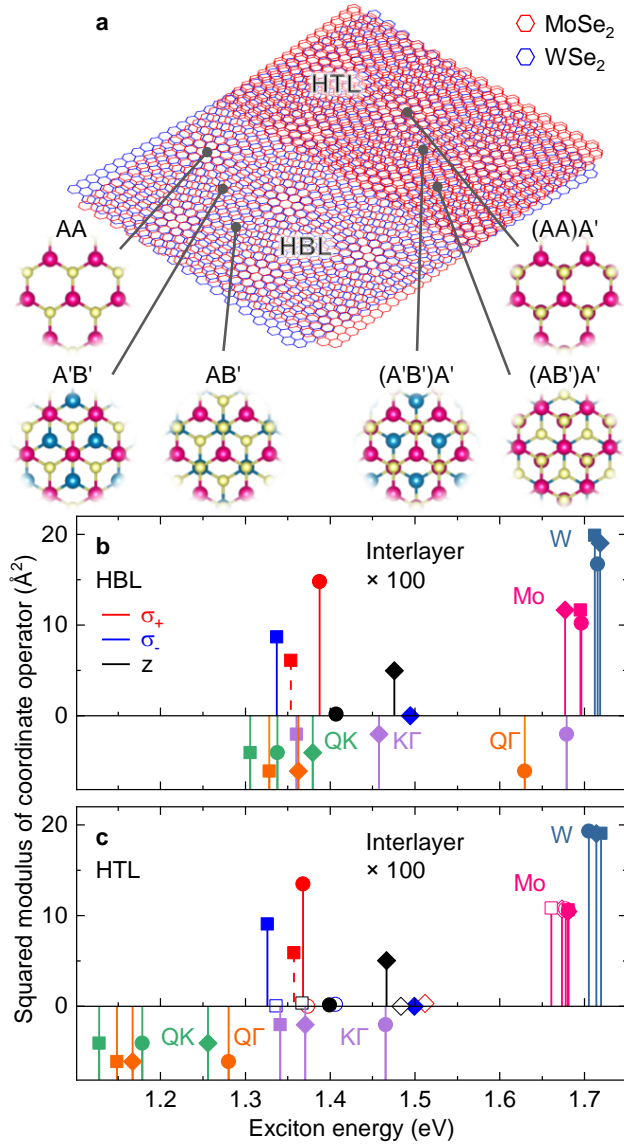 a
MoSe₂
WSe₂
HTL
HBL
AA
(AA)A'
A'B'
AB'
(A'B')A'
(AB')A'
Squared modulus of coordinate operator (Å²)
20
b
HBL
Interlayer
× 100
W
Mo
σ₊
σ₋
z
10
0
QK
KΓ
QΓ
20
c
HTL
Interlayer
× 100
W
Mo
10
0
QK
QΓ
KΓ
1.2 1.3 1.4 1.5 1.6 1.7
Exciton energy (eV)